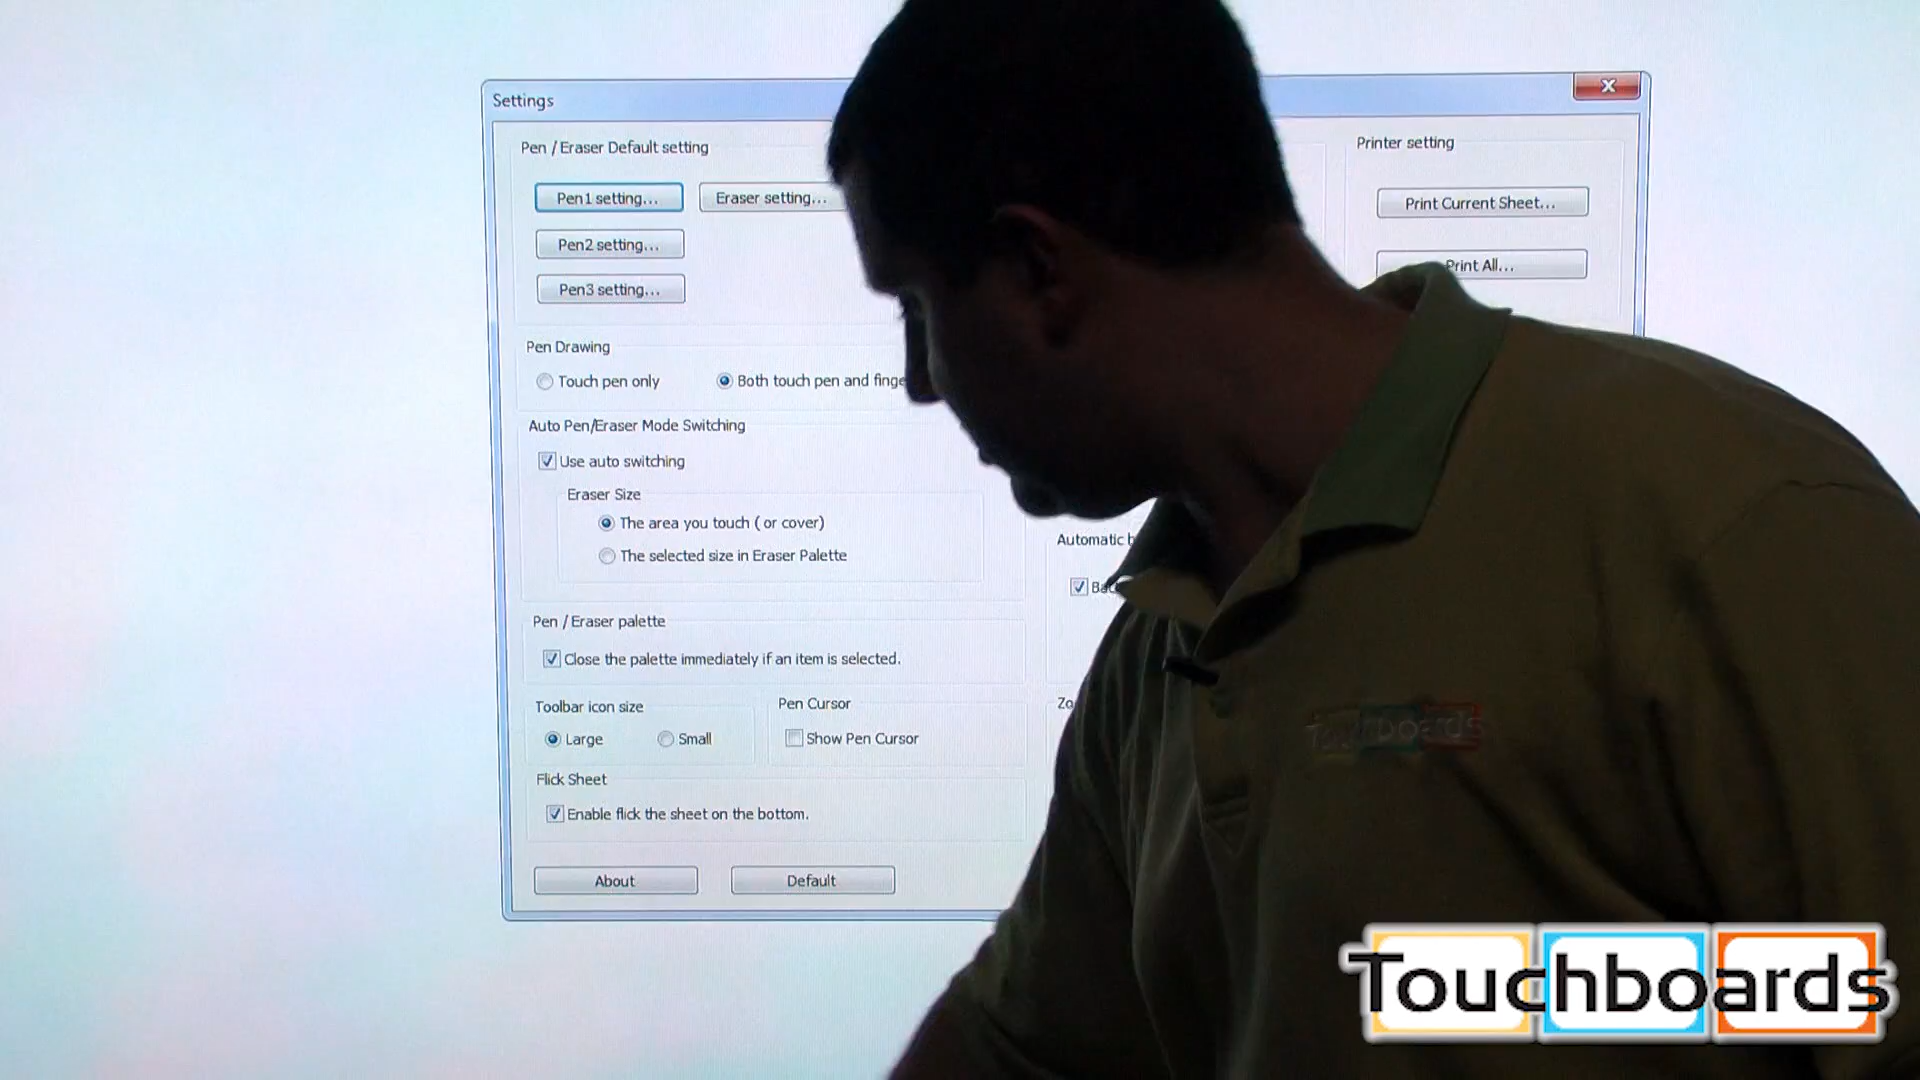 Settings
Pen / Eraser Default setting
Pen1 setting...
Eraser setting...
Pen2 setting...
Pen3 setting...
Printer setting
Print Current Sheet...
Print All...
Pen Drawing
Touch pen only
Both touch pen and finge
Auto Pen/Eraser Mode Switching
Use auto switching
Eraser Size
The area you touch ( or cover)
The selected size in Eraser Palette
Automatic b
Bac
Pen / Eraser palette
Close the palette immediately if an item is selected.
Toolbar icon size
Large
Small
Pen Cursor
Show Pen Cursor
Zo
Flick Sheet
Enable flick the sheet on the bottom.
About
Default
Touchboards
Touchboards